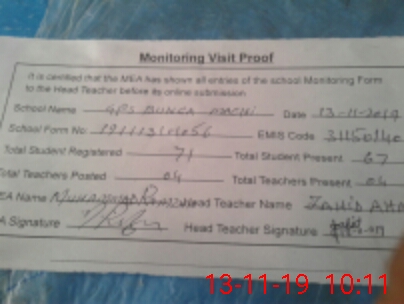 Monitoring Visit Proof
It is certified that the MEA has shown all entries of the school Monitoring Form
to the Head Teacher before its online submission.
School Name GPS Date 13-11-2019
School Form No EMIS Code
Total Student Registered 71 Total Student Present 67
Total Teachers Posted 04 Total Teachers Present 04
MEA Name Head Teacher Name ZAHID
A Signature Head Teacher Signature
13-11-19 10:11